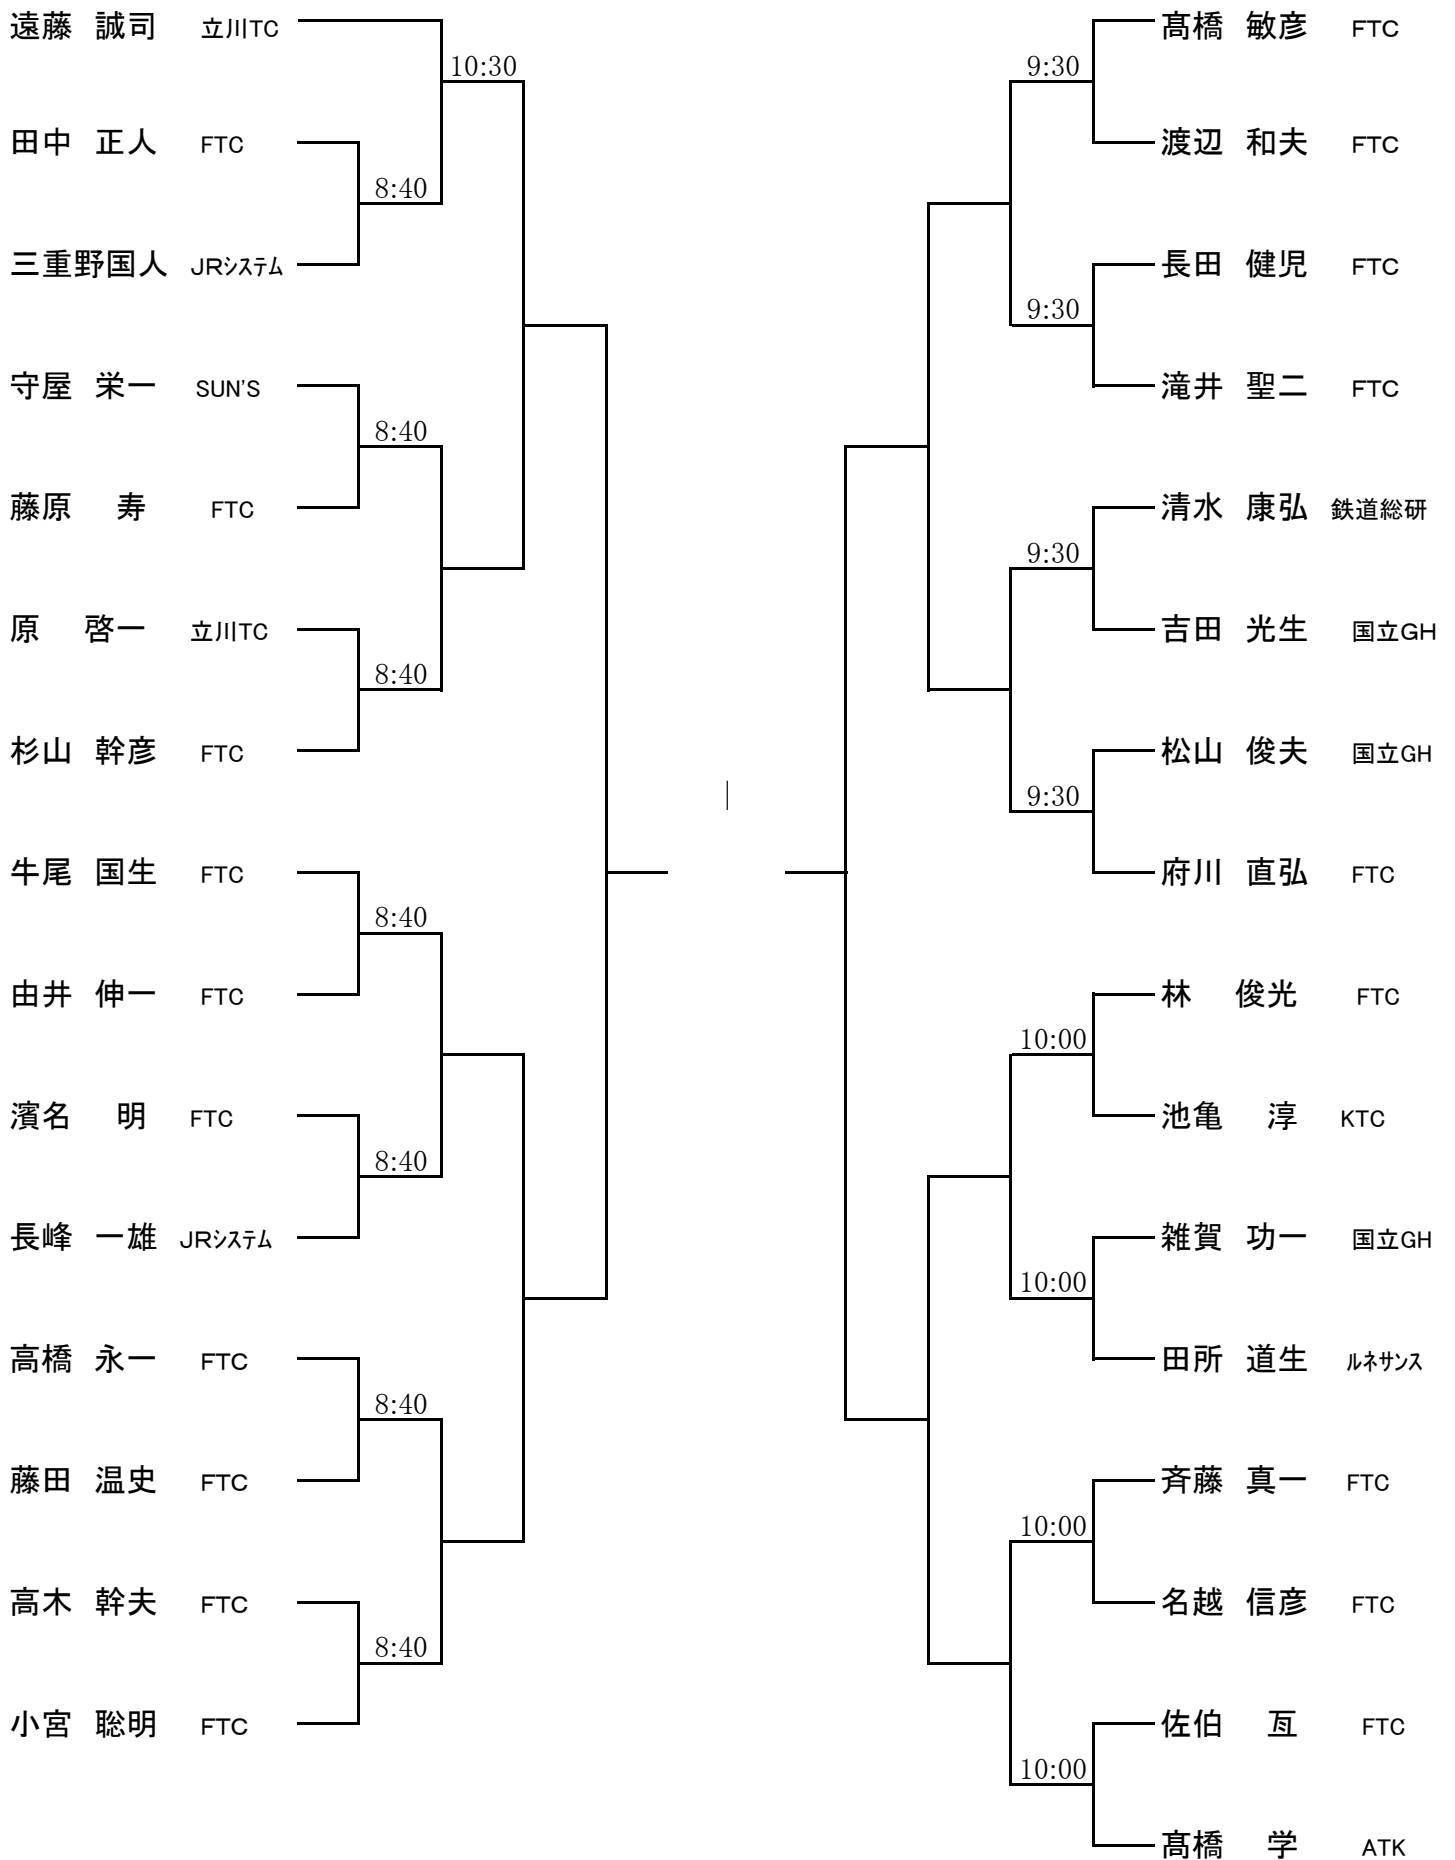 遠藤 誠司 立川TC
10:30
田中 正人 FTC
8:40
三重野国人 JRシステム
守屋 栄一 SUN'S
8:40
藤原 寿 FTC
原 啓一 立川TC
8:40
杉山 幹彦 FTC
牛尾 国生 FTC
8:40
由井 伸一 FTC
濱名 明 FTC
8:40
長峰 一雄 JRシステム
高橋 永一 FTC
8:40
藤田 温史 FTC
高木 幹夫 FTC
8:40
小宮 聡明 FTC
髙橋 敏彦 FTC
9:30
渡辺 和夫 FTC
長田 健児 FTC
9:30
滝井 聖二 FTC
清水 康弘 鉄道総研
9:30
吉田 光生 国立GH
松山 俊夫 国立GH
9:30
府川 直弘 FTC
林 俊光 FTC
10:00
池亀 淳 KTC
雑賀 功一 国立GH
10:00
田所 道生 ルネサンス
斉藤 真一 FTC
10:00
名越 信彦 FTC
佐伯 亙 FTC
10:00
髙橋 学 ATK